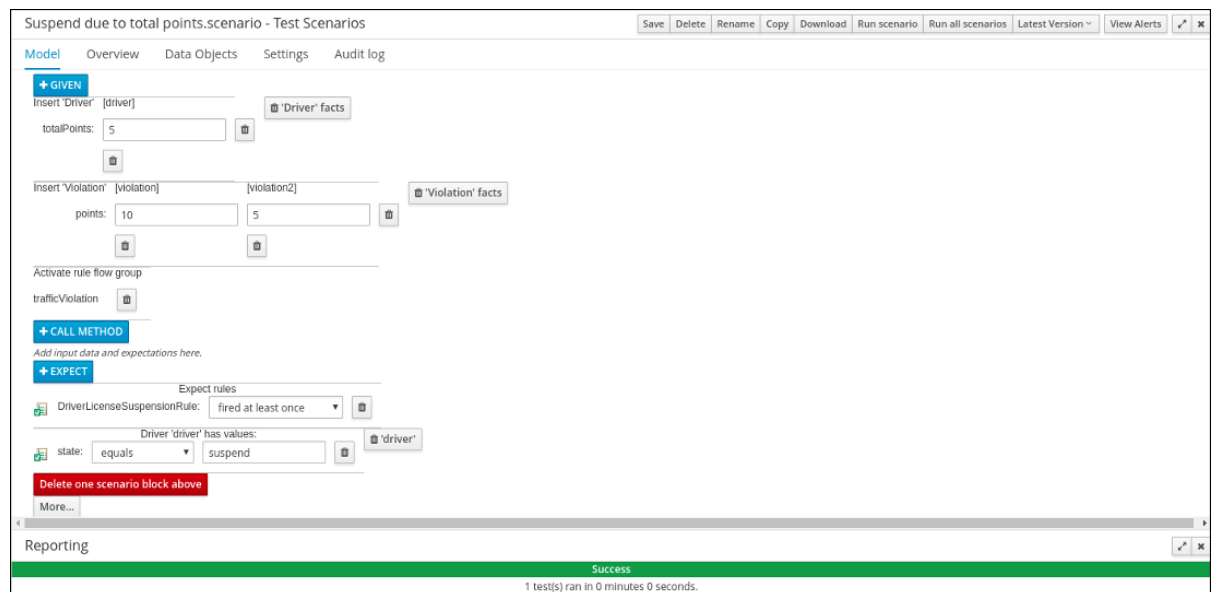 Suspend due to total points.scenario - Test Scenarios
Save Delete Rename Copy Download Run scenario Run all scenarios Latest Version View Alerts
Model Overview Data Objects Settings Audit log
+ GIVEN
Insert 'Driver' [driver] 'Driver' facts
totalPoints: 5
Insert 'Violation' [violation] [violation2] 'Violation' facts
points: 10 5
Activate rule flow group
trafficViolation
+ CALL METHOD
Add input data and expectations here.
+ EXPECT
Expect rules
DriverLicenseSuspensionRule: fired at least once
Driver 'driver' has values: 'driver'
state: equals suspend
Delete one scenario block above
More...
Reporting
Success
1 test(s) ran in 0 minutes 0 seconds.